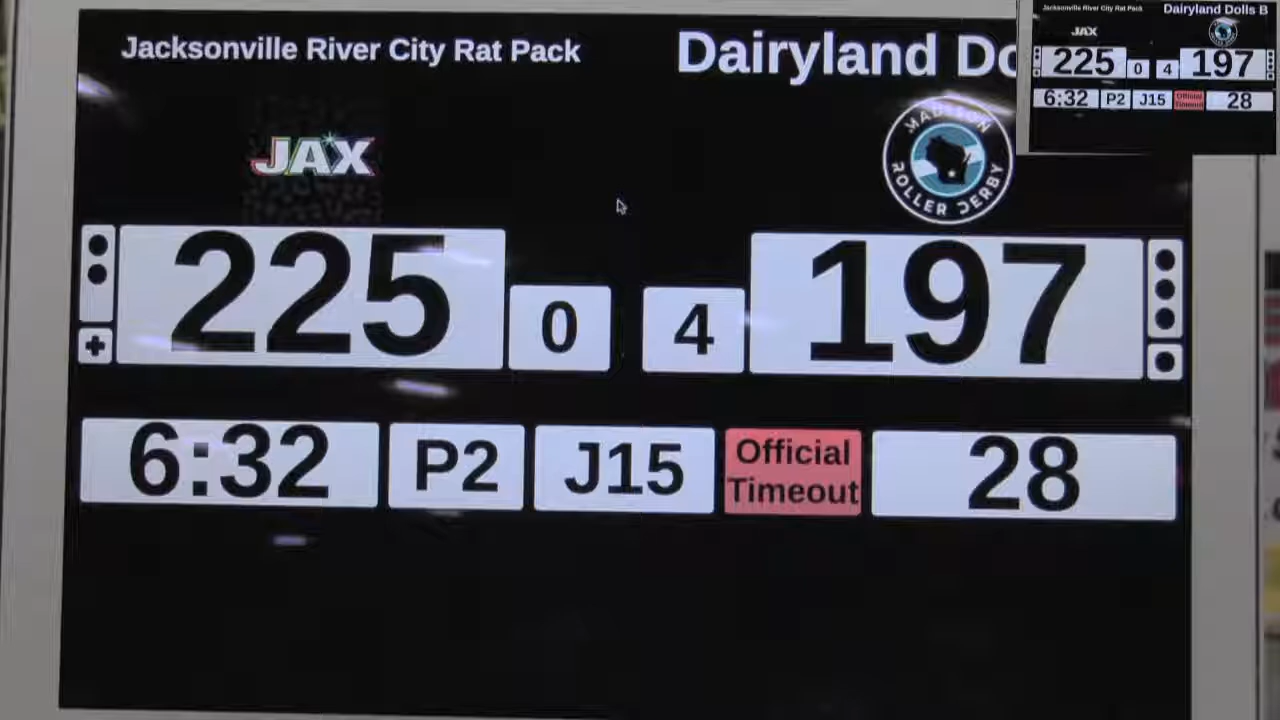 Jacksonville River City Rat Pack
Dairyland Do
JAX
MADISON
ROLLER DERBY
225
0
4
197
+
6:32
P2
J15
Official
Timeout
28
Jacksonville River City Rat Pack
Dairyland Dolls B
JAX
225
0
4
197
6:32
P2
J15
Official
Timeout
28